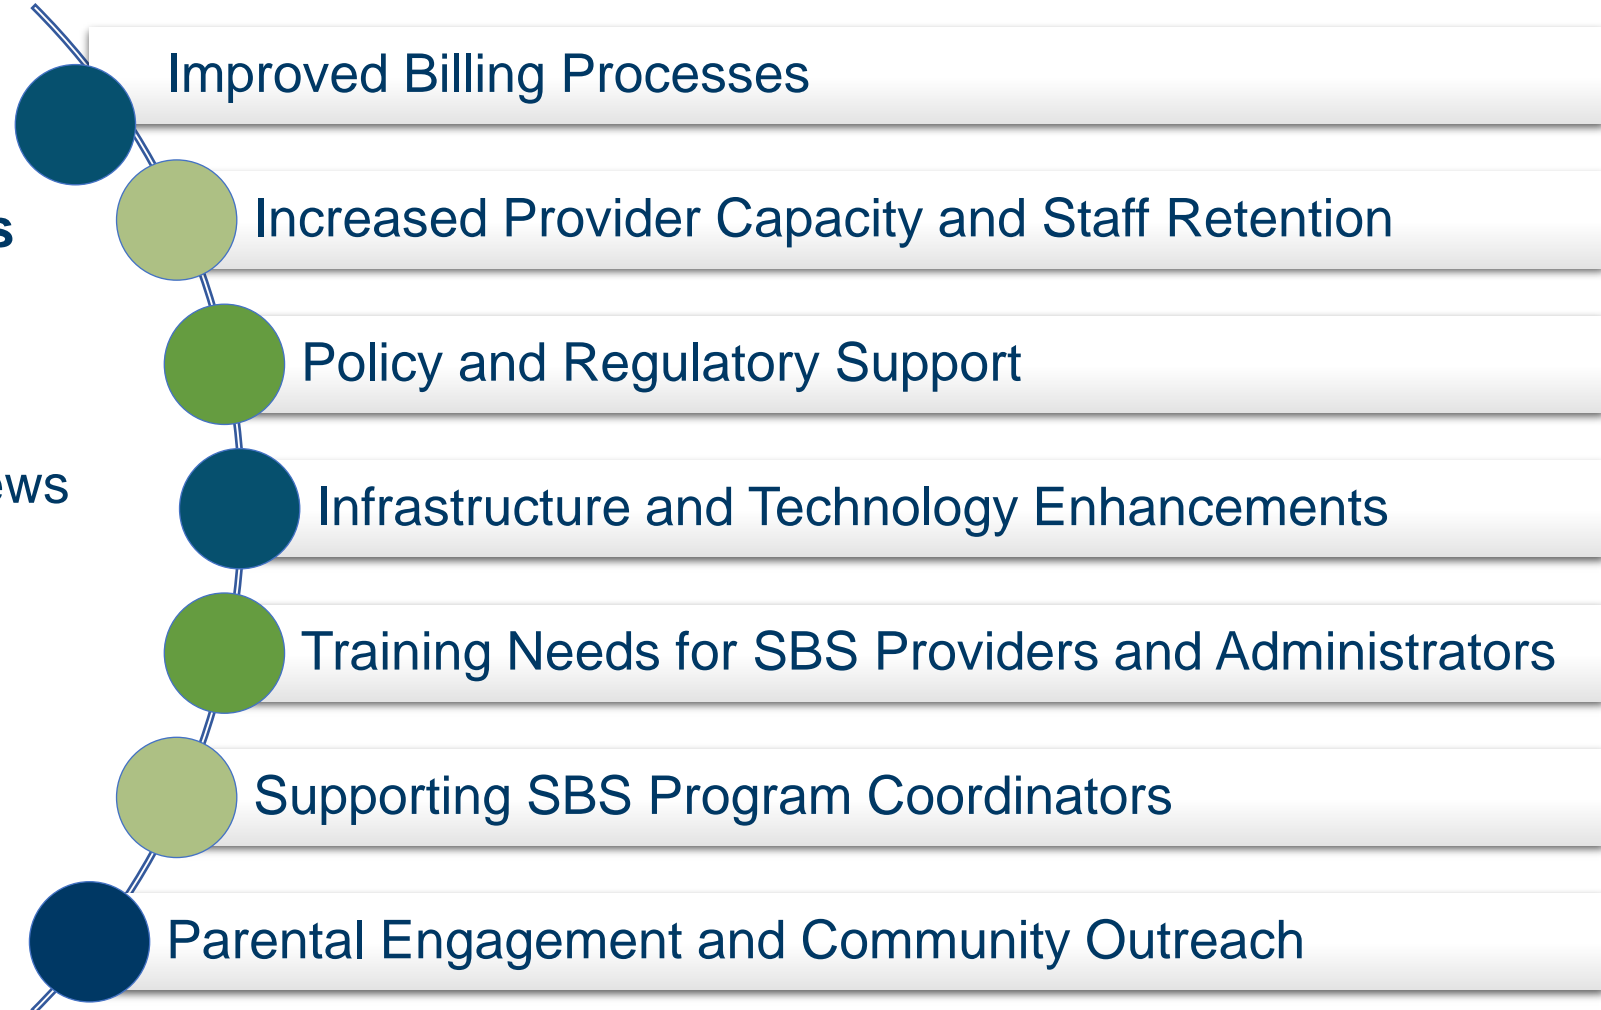 Improved Billing Processes
Increased Provider Capacity and Staff Retention
Policy and Regulatory Support
Infrastructure and Technology Enhancements
Training Needs for SBS Providers and Administrators
Supporting SBS Program Coordinators
Parental Engagement and Community Outreach